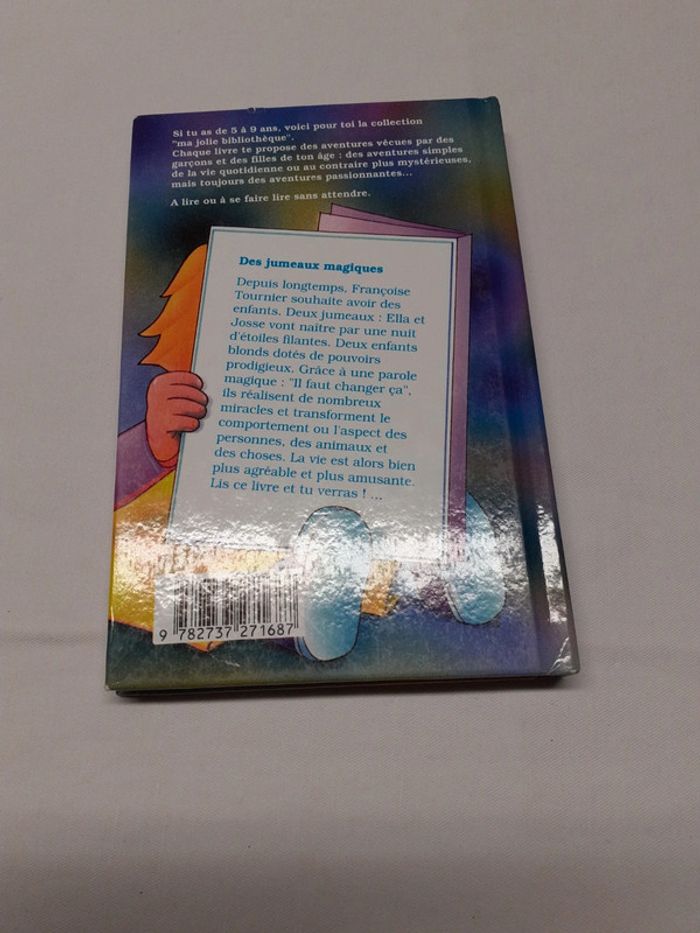 Si tu as de 5 à 9 ans, voici pour toi la collection
"ma jolie bibliothèque".
Chaque livre te propose des aventures vécues par des
garçons et des filles de ton âge : des aventures simples
de la vie quotidienne ou au contraire plus mystérieuses,
mais toujours des aventures passionnantes...
A lire ou à se faire lire sans attendre.
Des jumeaux magiques
Depuis longtemps, Françoise
Tournier souhaite avoir des
enfants. Deux jumeaux : Ella et
Josse vont naître par une nuit
d'étoiles filantes. Deux enfants
blonds dotés de pouvoirs
prodigieux. Grâce à une parole
magique : "Il faut changer ça",
ils réalisent de nombreux
miracles et transforment le
comportement ou l'aspect des
personnes, des animaux et
des choses. La vie est alors bien
plus agréable et plus amusante.
Lis ce livre et tu verras ! ...
9 782737 271687